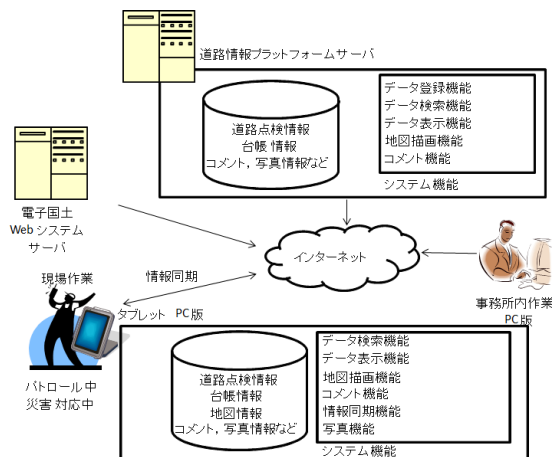 道路情報プラットフォームサーバ
道路点検情報
台帳 情報
コメント，写真情報など
データ登録機能
データ検索機能
データ表示機能
地図描画機能
コメント機能
システム機能
電子国土
Web システム
サーバ
インターネット
情報同期
現場作業
事務所内作業
PC版
タブレット PC版
パトロール中
災害 対応中
道路点検情報
台帳情報
地図情報
コメント，写真情報など
データ検索機能
データ表示機能
地図描画機能
コメント機能
情報同期機能
写真機能
システム機能